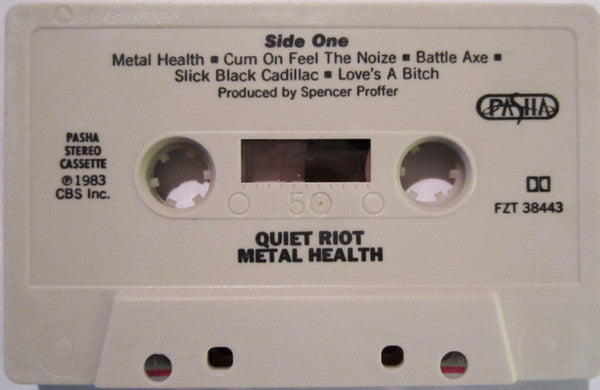 Side One
Metal Health ■ Cum On Feel The Noize ■ Battle Axe ■
Slick Black Cadillac ■ Love's A Bitch
Produced by Spencer Proffer
PASHA
PASHA
STEREO
CASSETTE
℗ 1983
CBS Inc.
50
FZT 38443
QUIET RIOT
METAL HEALTH